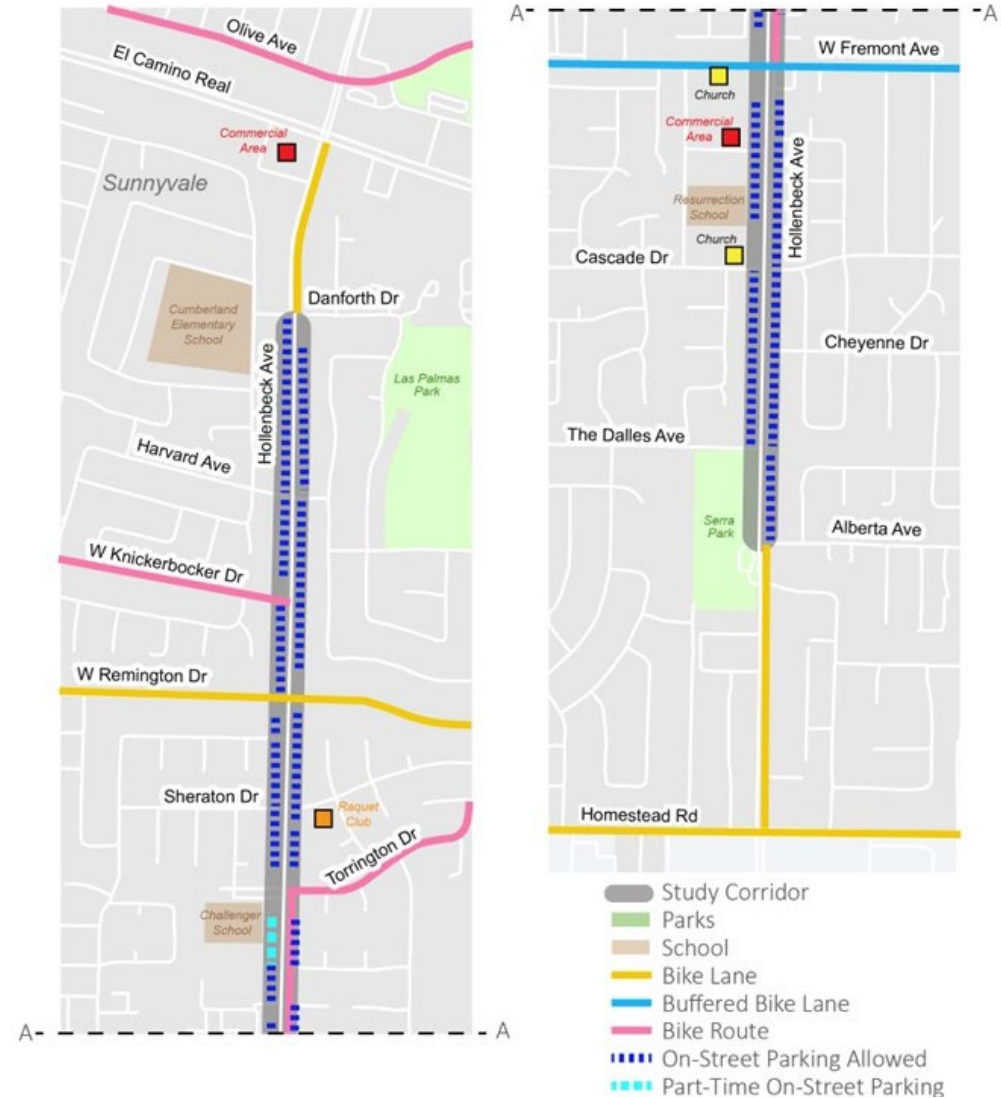 Olive Ave
El Camino Real
Commercial
Area
Sunnyvale
Danforth Dr
Cumberland
Elementary
School
Hollenbeck Ave
Las Palmas
Park
Harvard Ave
W Knickerbocker Dr
W Remington Dr
Sheraton Dr
Raquet
Club
Torrington Dr
Challenger
School
A
A
A
A
W Fremont Ave
Church
Commercial
Area
Hollenbeck Ave
Resurrection
School
Church
Cascade Dr
Cheyenne Dr
The Dalles Ave
Serra
Park
Alberta Ave
Homestead Rd
Study Corridor
Parks
School
Bike Lane
Buffered Bike Lane
Bike Route
On-Street Parking Allowed
Part-Time On-Street Parking